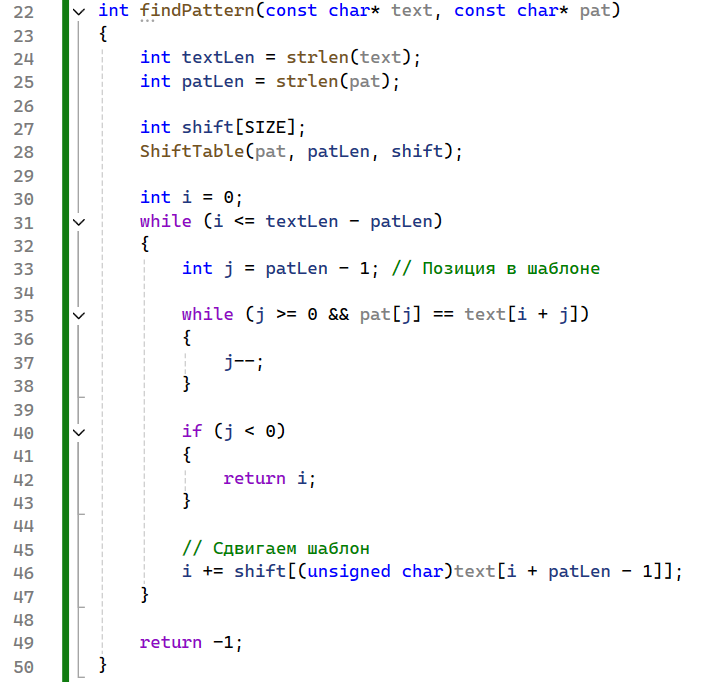 22 int findPattern(const char* text, const char* pat)
23 {
24     int textLen = strlen(text);
25     int patLen = strlen(pat);
26
27     int shift[SIZE];
28     ShiftTable(pat, patLen, shift);
29
30     int i = 0;
31     while (i <= textLen - patLen)
32     {
33         int j = patLen - 1; // Позиция в шаблоне
34
35         while (j >= 0 && pat[j] == text[i + j])
36         {
37             j--;
38         }
39
40         if (j < 0)
41         {
42             return i;
43         }
44
45         // Сдвигаем шаблон
46         i += shift[(unsigned char)text[i + patLen - 1]];
47     }
48
49     return -1;
50 }